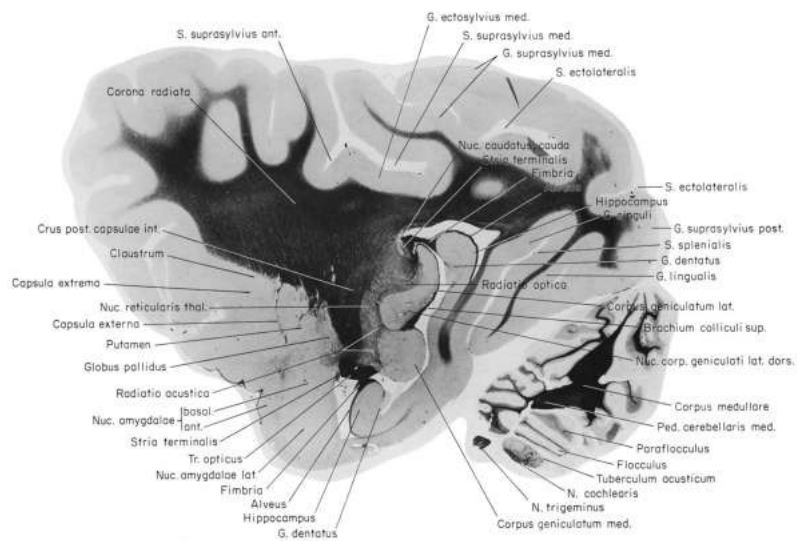 G. ectosylvius med.
S. suprasylvius ant.
S. suprasylvius med.
G. suprasylvius med.
S. ectolateralis
Corona radiata
Nuc. caudatus, cauda
Stria terminalis
Fimbria
Alveus
S. ectolateralis
Hippocampus
G. cinguli
Crus post. capsulae int.
G. suprasylvius post.
Claustrum
S. splenialis
G. dentatus
Capsula extrema
G. lingualis
Radiatio optica
Nuc. reticularis thal.
Corpus geniculatum lat.
Capsula externa
Brachium colliculi sup.
Putamen
Nuc. corp. geniculati lat. dors.
Globus pallidus
Radiatio acustica
Corpus medullare
Nuc. amygdalae
basal.
ant.
Ped. cerebellaris med.
Stria terminalis
Paraflocculus
Tr. opticus
Flocculus
Nuc. amygdalae lat.
Tuberculum acusticum
Fimbria
N. cochlearis
Alveus
N. trigeminus
Hippocampus
Corpus geniculatum med.
G. dentatus